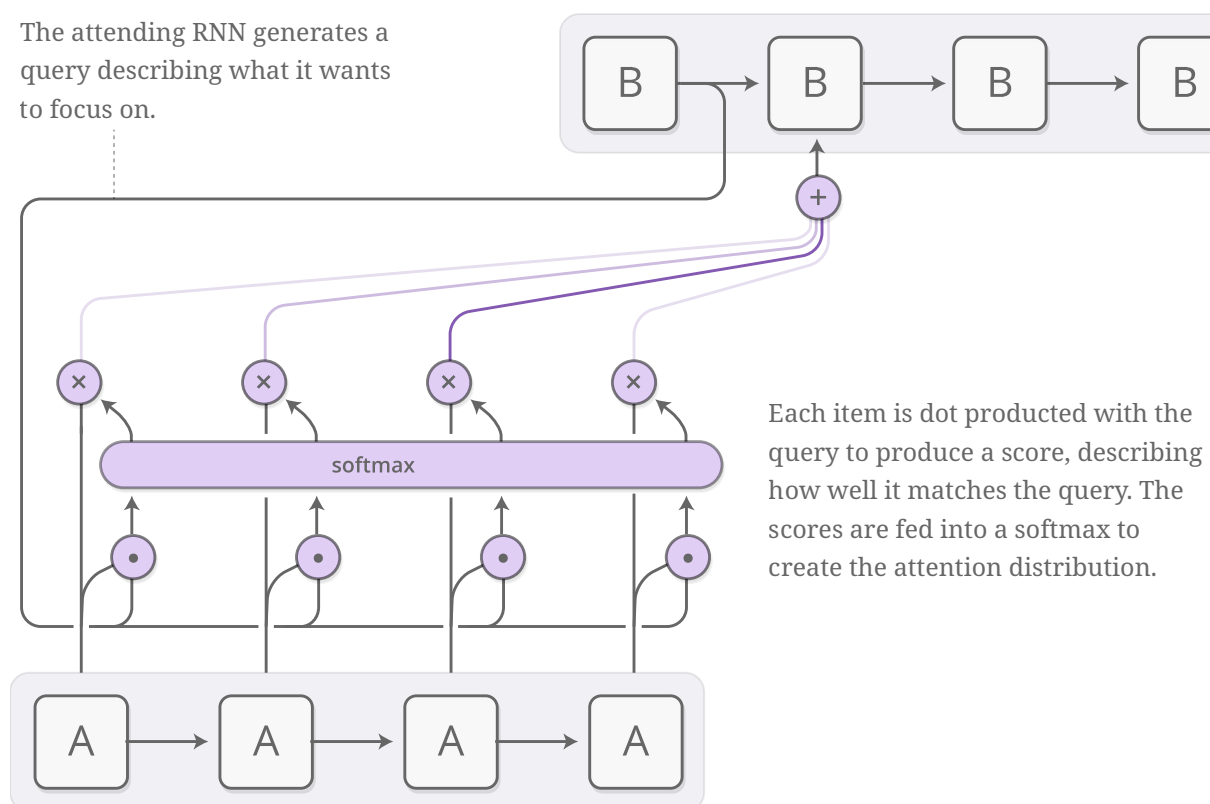 The attending RNN generates a
query describing what it wants
to focus on.
B
B
B
B
+
×
×
×
×
softmax
Each item is dot producted with the
query to produce a score, describing
how well it matches the query. The
scores are fed into a softmax to
create the attention distribution.
A
A
A
A